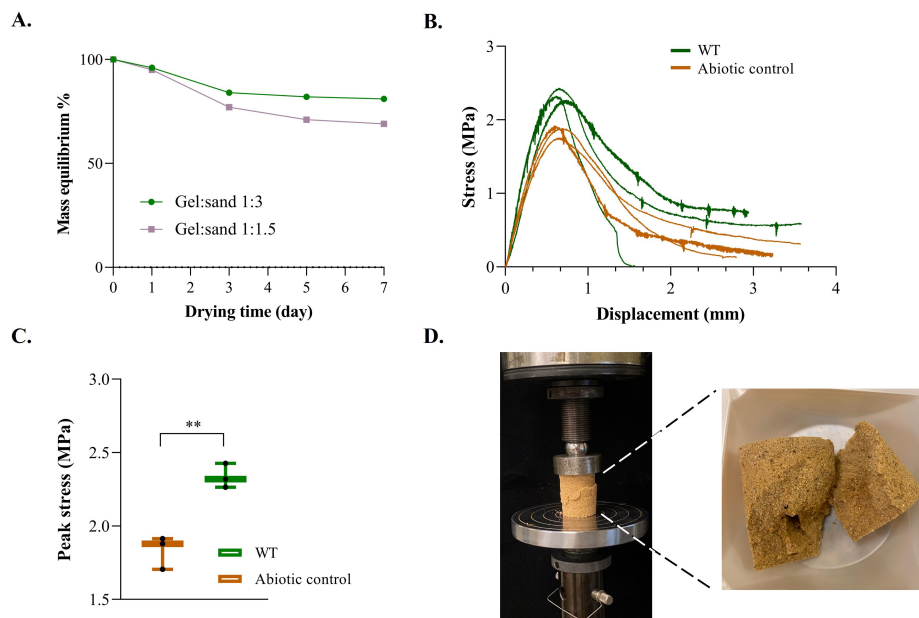 A.
Mass equilibrium %
100
50
0
Gel:sand 1:3
Gel:sand 1:1.5
0 1 2 3 4 5 6 7
Drying time (day)
B.
Stress (MPa)
3
2
1
0
WT
Abiotic control
0 1 2 3 4
Displacement (mm)
C.
Peak stress (MPa)
3.0
2.5
2.0
1.5
**
WT
Abiotic control
D.